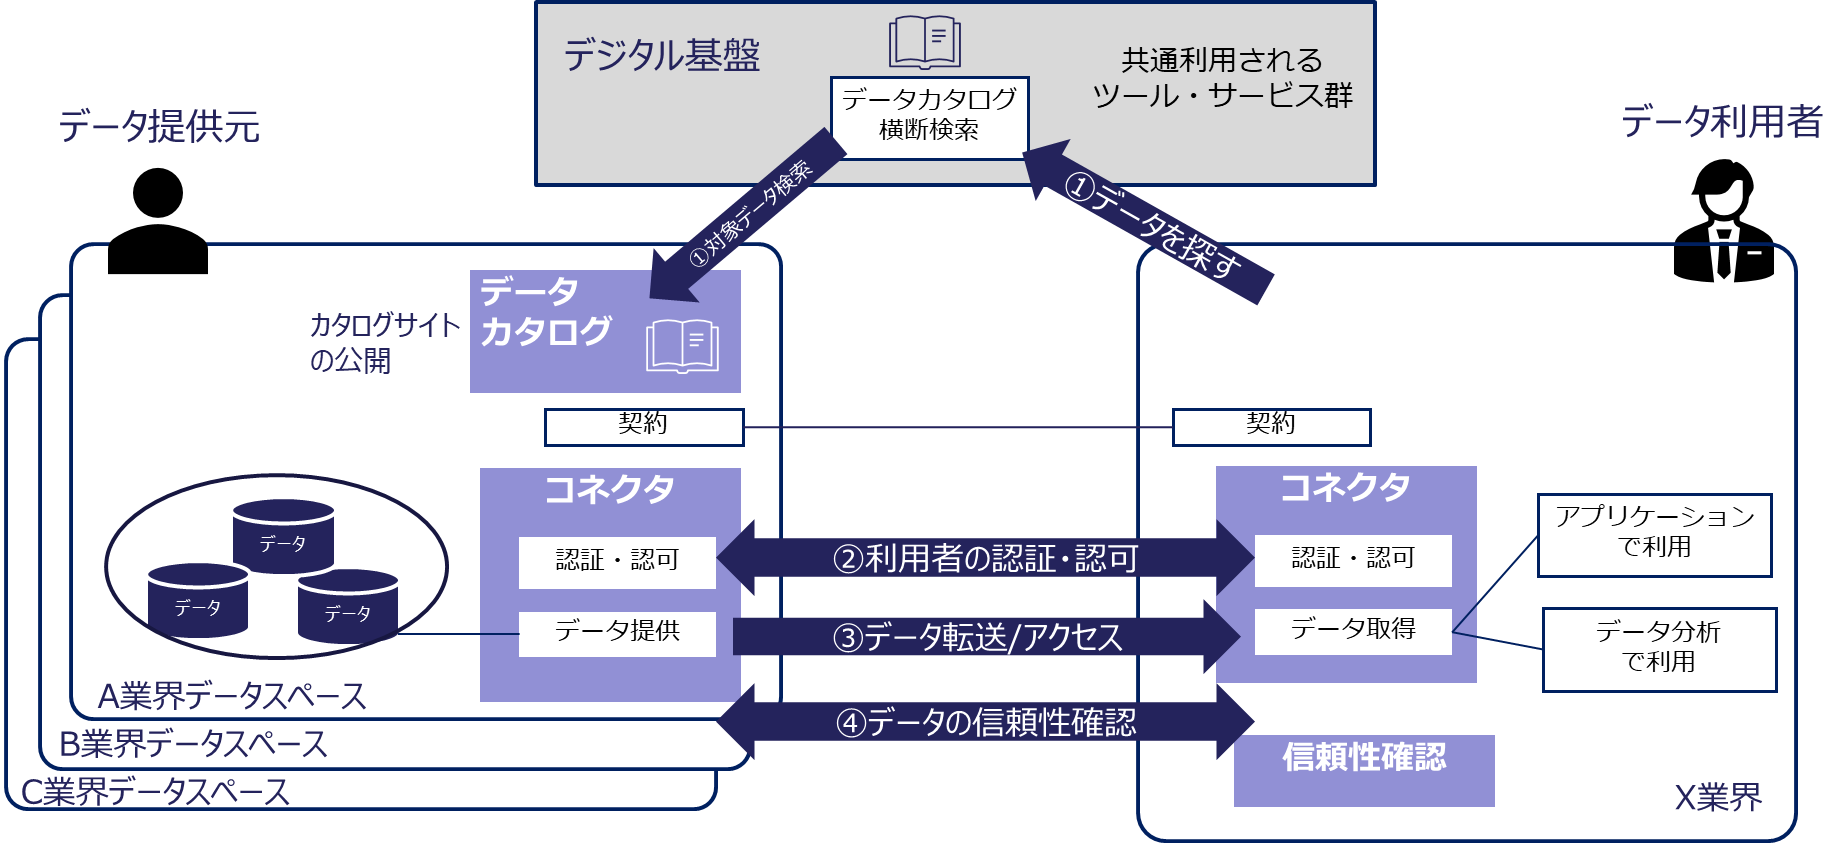 デジタル基盤
データカタログ
横断検索
共通利用される
ツール・サービス群
データ提供元
データ利用者
①対象データ検索
①データを探す
カタログサイト
の公開
データ
カタログ
契約
契約
コネクタ
認証・認可
データ提供
データ
データ
データ
②利用者の認証・認可
③データ転送/アクセス
④データの信頼性確認
コネクタ
認証・認可
データ取得
アプリケーション
で利用
データ分析
で利用
信頼性確認
A業界データスペース
B業界データスペース
C業界データスペース
X業界